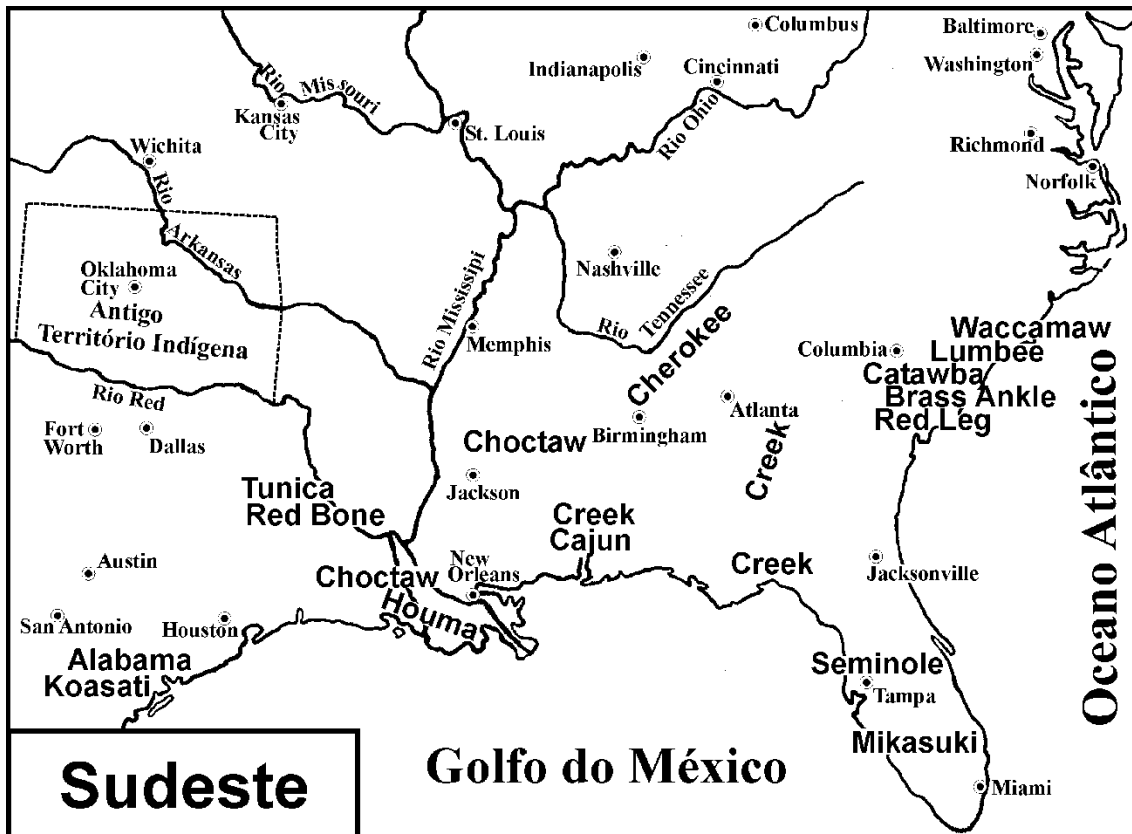 Columbus
Baltimore
Indianapolis
Cincinnati
Washington
Rio Missouri
Kansas
City
St. Louis
Rio Ohio
Richmond
Wichita
Norfolk
Rio Arkansas
Oklahoma
City
Antigo
Território Indígena
Rio Mississipi
Nashville
Rio Tennessee
Memphis
Cherokee
Columbia
Waccamaw
Lumbee
Catawba
Brass Ankle
Red Leg
Rio Red
Fort
Worth
Dallas
Choctaw
Birmingham
Atlanta
Creek
Jackson
Tunica
Red Bone
Creek
Cajun
Creek
Oceano Atlântico
Austin
Choctaw
Houma
New
Orleans
Jacksonville
San Antonio
Houston
Alabama
Koasati
Seminole
Tampa
Mikasuki
Miami
Golfo do México
Sudeste